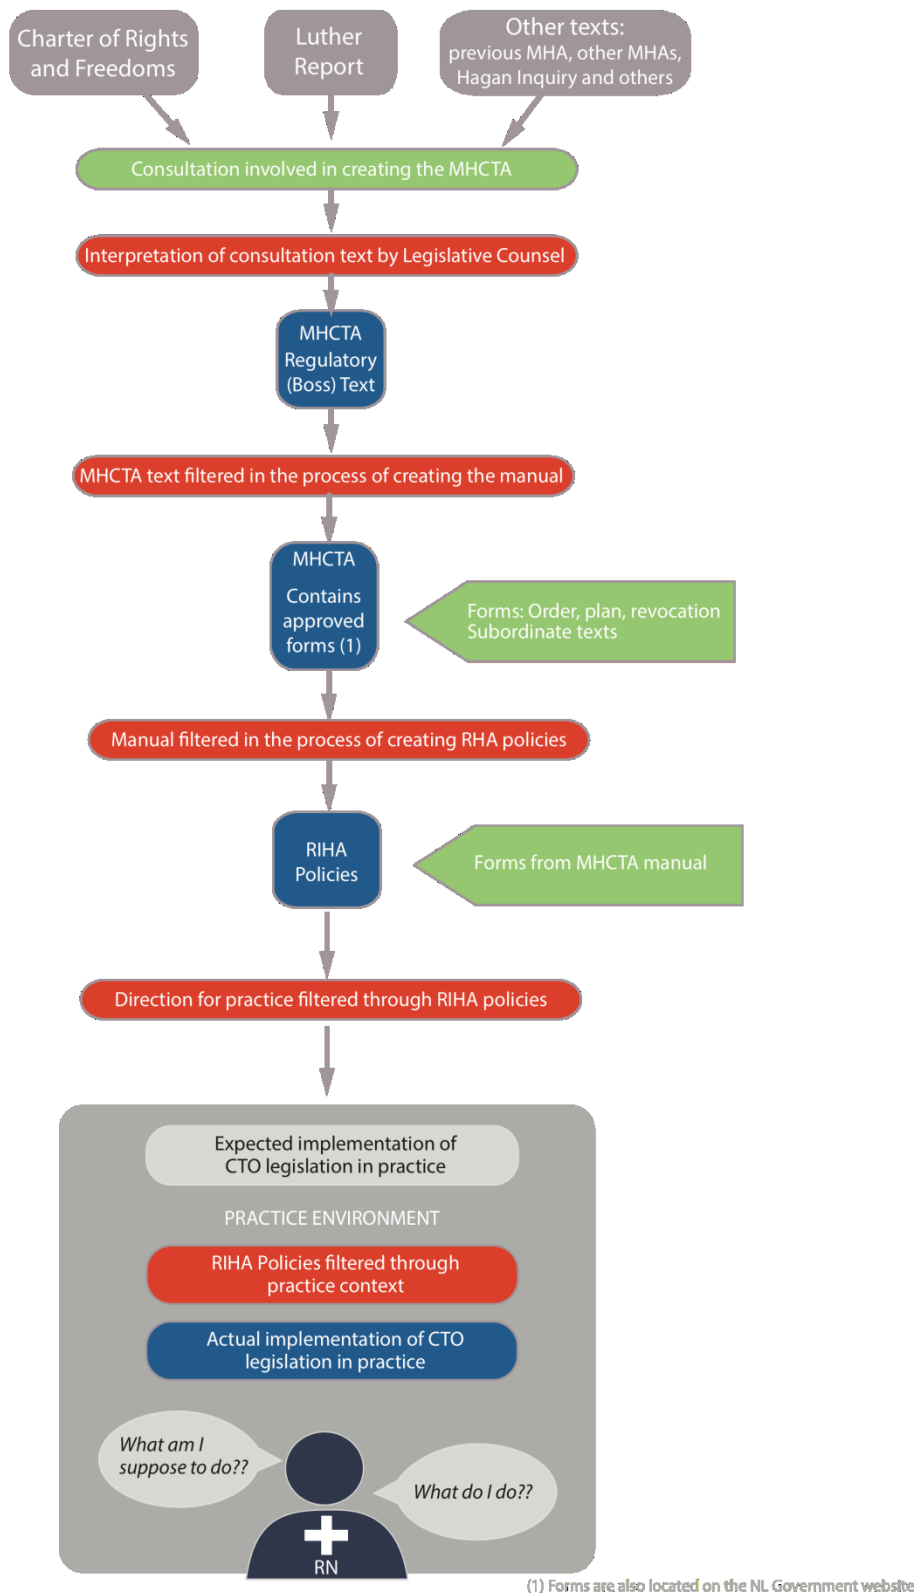 Charter of Rights
and Freedoms
Luther
Report
Other texts:
previous MHA, other MHAs,
Hagan Inquiry and others
Consultation involved in creating the MHCTA
Interpretation of consultation text by Legislative Counsel
MHCTA
Regulatory
(Boss) Text
MHCTA text filtered in the process of creating the manual
MHCTA
Contains
approved
forms (1)
Forms: Order, plan, revocation
Subordinate texts
Manual filtered in the process of creating RHA policies
RIHA
Policies
Forms from MHCTA manual
Direction for practice filtered through RIHA policies
Expected implementation of
CTO legislation in practice
PRACTICE ENVIRONMENT
RIHA Policies filtered through
practice context
Actual implementation of CTO
legislation in practice
What am I
suppose to do??
What do I do??
RN
(1) Forms are also located on the NL Government website